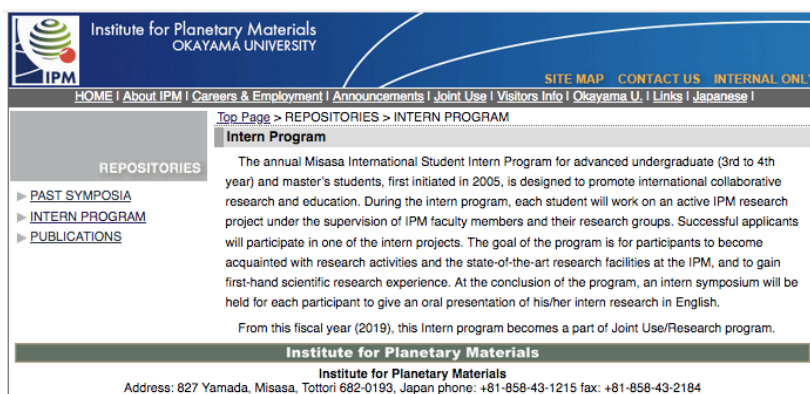 Institute for Planetary Materials
OKAYAMA UNIVERSITY
IPM
SITE MAP CONTACT US INTERNAL ONLY
HOME | About IPM | Careers & Employment | Announcements | Joint Use | Visitors Info | Okayama U. | Links | Japanese |
Top Page > REPOSITORIES > INTERN PROGRAM
Intern Program
REPOSITORIES
PAST SYMPOSIA
INTERN PROGRAM
PUBLICATIONS
The annual Misasa International Student Intern Program for advanced undergraduate (3rd to 4th
year) and master's students, first initiated in 2005, is designed to promote international collaborative
research and education. During the intern program, each student will work on an active IPM research
project under the supervision of IPM faculty members and their research groups. Successful applicants
will participate in one of the intern projects. The goal of the program is for participants to become
acquainted with research activities and the state-of-the-art research facilities at the IPM, and to gain
first-hand scientific research experience. At the conclusion of the program, an intern symposium will be
held for each participant to give an oral presentation of his/her intern research in English.
From this fiscal year (2019), this Intern program becomes a part of Joint Use/Research program.
Institute for Planetary Materials
Institute for Planetary Materials
Address: 827 Yamada, Misasa, Tottori 682-0193, Japan phone: +81-858-43-1215 fax: +81-858-43-2184